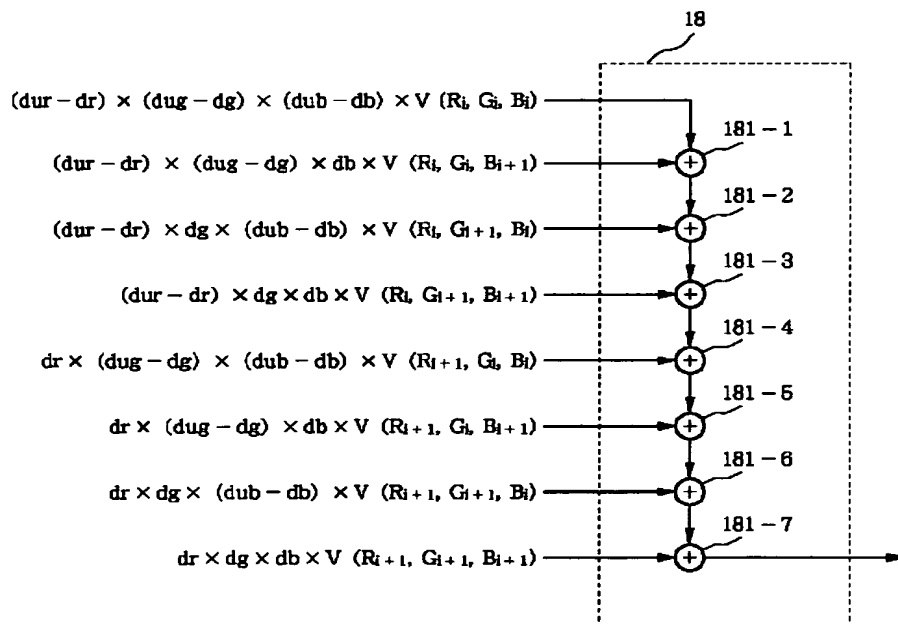 18
(dur − dr) × (dug − dg) × (dub − db) × V (Ri, Gi, Bi)
181 − 1
(dur − dr) × (dug − dg) × db × V (Ri, Gi, Bi + 1)
181 − 2
(dur − dr) × dg × (dub − db) × V (Ri, Gi + 1, Bi)
181 − 3
(dur − dr) × dg × db × V (Ri, Gi + 1, Bi + 1)
181 − 4
dr × (dug − dg) × (dub − db) × V (Ri + 1, Gi, Bi)
181 − 5
dr × (dug − dg) × db × V (Ri + 1, Gi, Bi + 1)
181 − 6
dr × dg × (dub − db) × V (Ri + 1, Gi + 1, Bi)
181 − 7
dr × dg × db × V (Ri + 1, Gi + 1, Bi + 1)